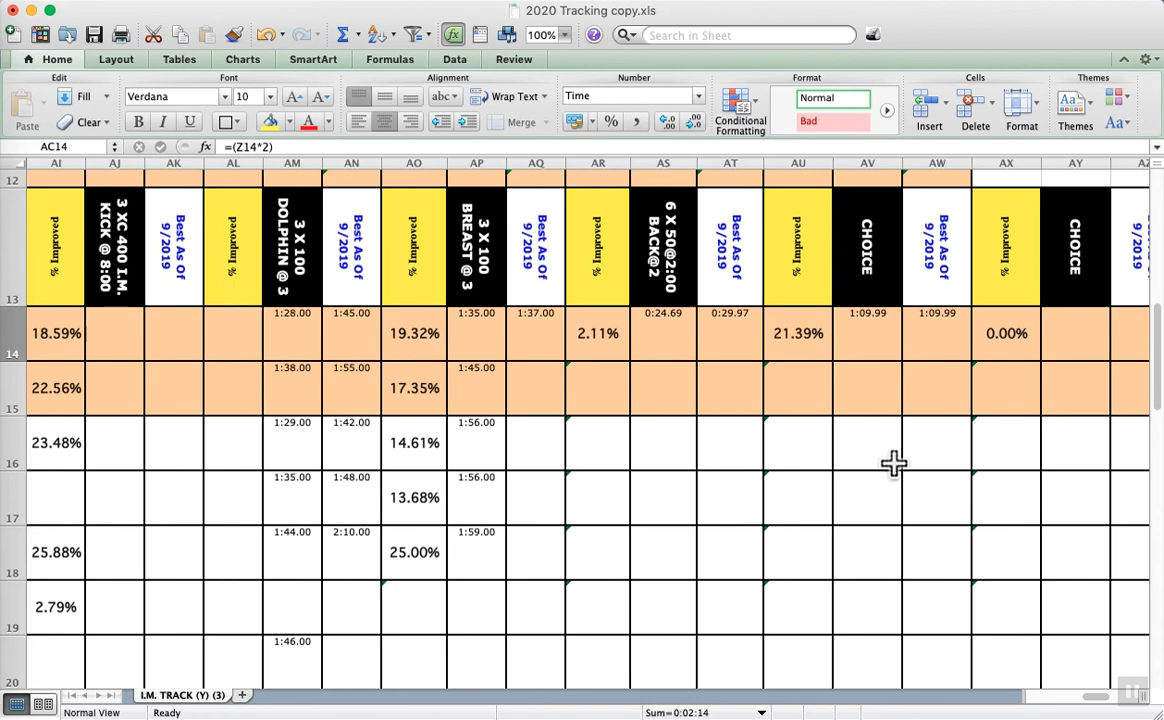 2020 Tracking copy.xls
100%
Search in Sheet
Home Layout Tables Charts SmartArt Formulas Data Review
Edit Font Alignment Number Format Cells Themes
Paste Fill Verdana 10 A A abc Wrap Text Time Conditional Formatting Normal Insert Delete Format Themes Aa
Clear B I U A Merge % Bad
AC14 fx =(Z14*2)
AI AJ AK AL AM AN AO AP AQ AR AS AT AU AV AW AX AY AZ
12
13
% Improved
3 XC 400 I.M.
KICK @ 8:00
Best As Of
9/2019
% Improved
3 X 100
DOLPHIN @ 3
Best As Of
9/2019
% Improved
3 X 100
BREAST @ 3
Best As Of
9/2019
% Improved
6 X 50@2:00
BACK@2
Best As Of
9/2019
% Improved
CHOICE
Best As Of
9/2019
% Improved
CHOICE
9/2019
14 18.59% 1:28.00 1:45.00 19.32% 1:35.00 1:37.00 2.11% 0:24.69 0:29.97 21.39% 1:09.99 1:09.99 0.00%
15 22.56% 1:38.00 1:55.00 17.35% 1:45.00
16 23.48% 1:29.00 1:42.00 14.61% 1:56.00
17 1:35.00 1:48.00 13.68% 1:56.00
18 25.88% 1:44.00 2:10.00 25.00% 1:59.00
19 2.79%
20 1:46.00
I.M. TRACK (Y) (3)
Normal View Ready Sum=0:02:14